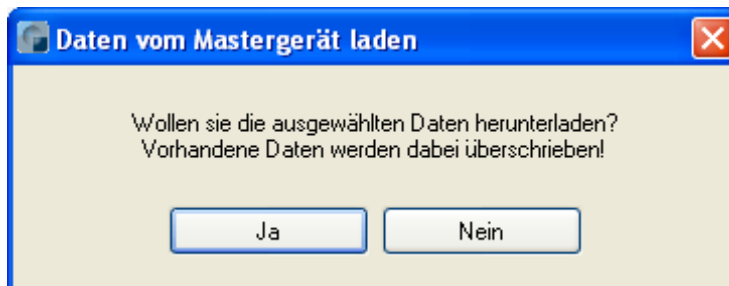 Daten vom Mastergerät laden
Wollen sie die ausgewählten Daten herunterladen?
Vorhandene Daten werden dabei überschrieben!
Ja
Nein